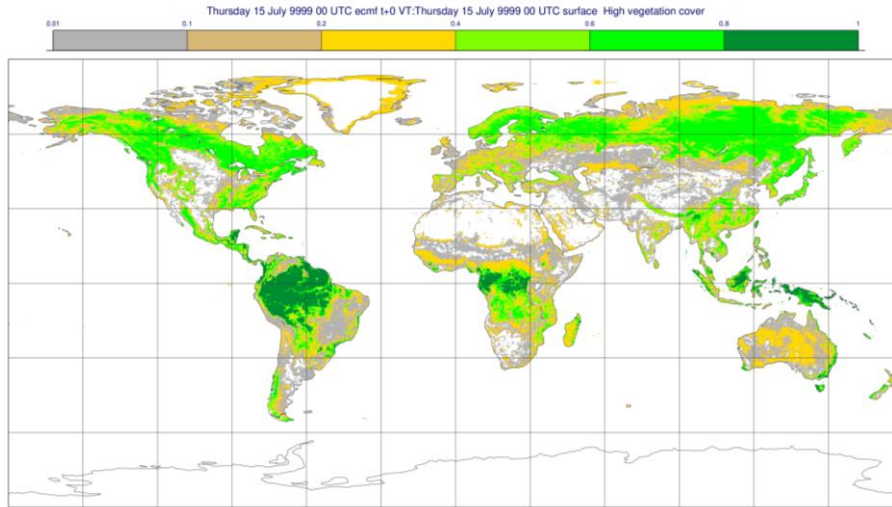 Thursday 15 July 9999 00 UTC ecmf t+0 VT:Thursday 15 July 9999 00 UTC surface High vegetation cover
0.01 0.1 0.2 0.4 0.6 0.8 1